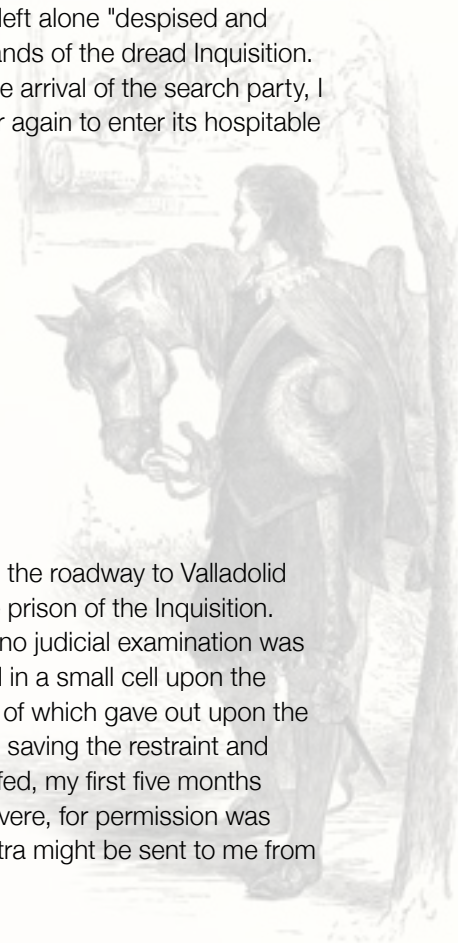 left alone "despised and
ands of the dread Inquisition.
e arrival of the search party, I
r again to enter its hospitable
the roadway to Valladolid
prison of the Inquisition.
no judicial examination was
in a small cell upon the
of which gave out upon the
saving the restraint and
fed, my first five months
vere, for permission was
tra might be sent to me from